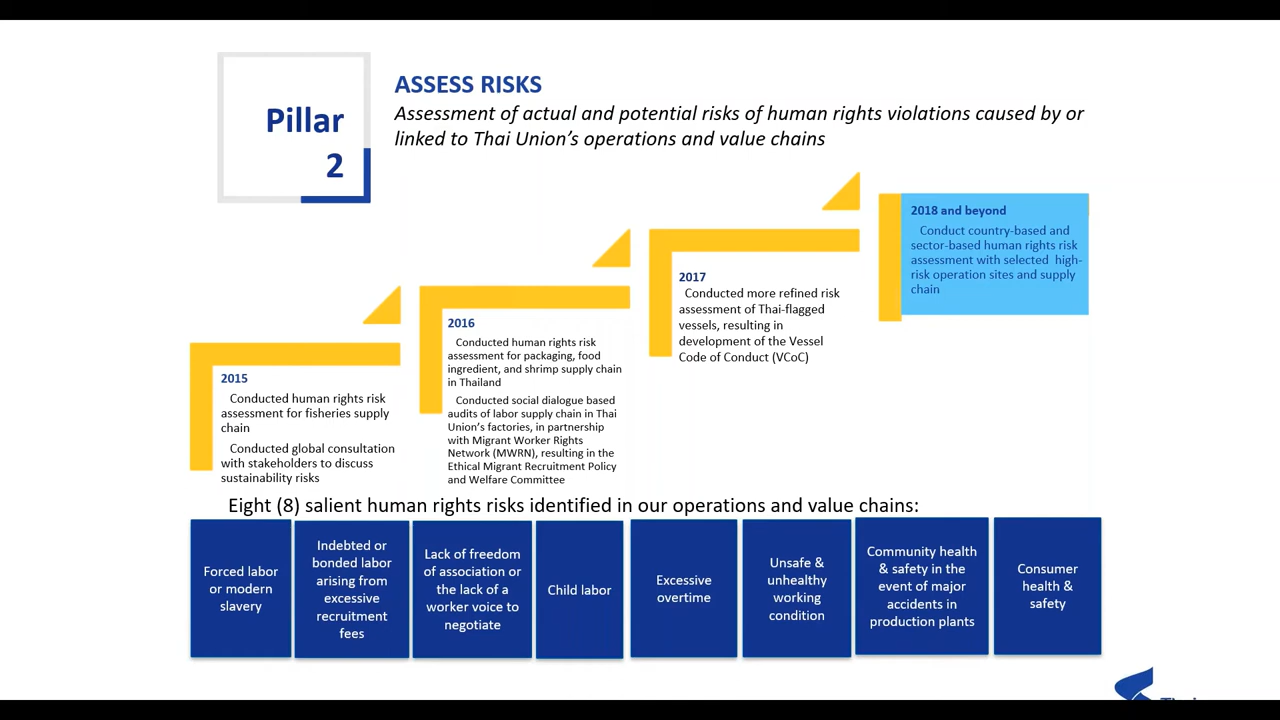 Pillar
2
ASSESS RISKS
Assessment of actual and potential risks of human rights violations caused by or
linked to Thai Union's operations and value chains
2015
Conducted human rights risk
assessment for fisheries supply
chain
Conducted global consultation
with stakeholders to discuss
sustainability risks
2016
Conducted human rights risk
assessment for packaging, food
ingredient, and shrimp supply chain
in Thailand
Conducted social dialogue based
audits of labor supply chain in Thai
Union's factories, in partnership
with Migrant Worker Rights
Network (MWRN), resulting in the
Ethical Migrant Recruitment Policy
and Welfare Committee
2017
Conducted more refined risk
assessment of Thai-flagged
vessels, resulting in
development of the Vessel
Code of Conduct (VCoC)
2018 and beyond
Conduct country-based and
sector-based human rights risk
assessment with selected high-
risk operation sites and supply
chain
Eight (8) salient human rights risks identified in our operations and value chains:
Forced labor
or modern
slavery
Indebted or
bonded labor
arising from
excessive
recruitment
fees
Lack of freedom
of association or
the lack of a
worker voice to
negotiate
Child labor
Excessive
overtime
Unsafe &
unhealthy
working
condition
Community health
& safety in the
event of major
accidents in
production plants
Consumer
health &
safety